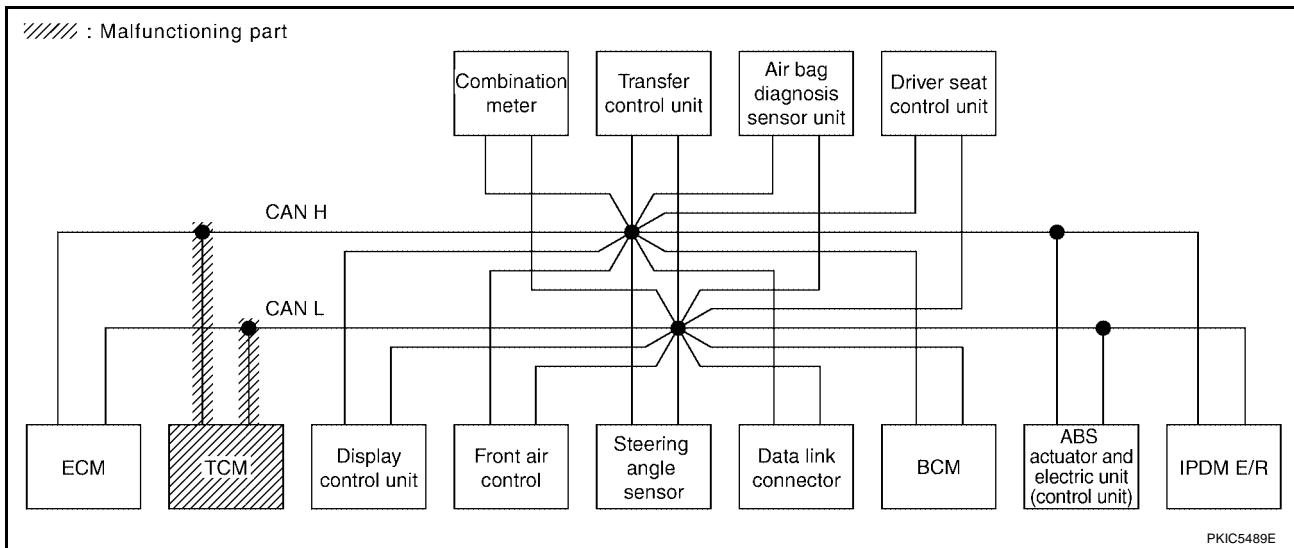 : Malfunctioning part
Combination
meter
Transfer
control unit
Air bag
diagnosis
sensor unit
Driver seat
control unit
CAN H
CAN L
ECM
TCM
Display
control unit
Front air
control
Steering
angle
sensor
Data link
connector
BCM
ABS
actuator and
electric unit
(control unit)
IPDM E/R
PKIC5489E